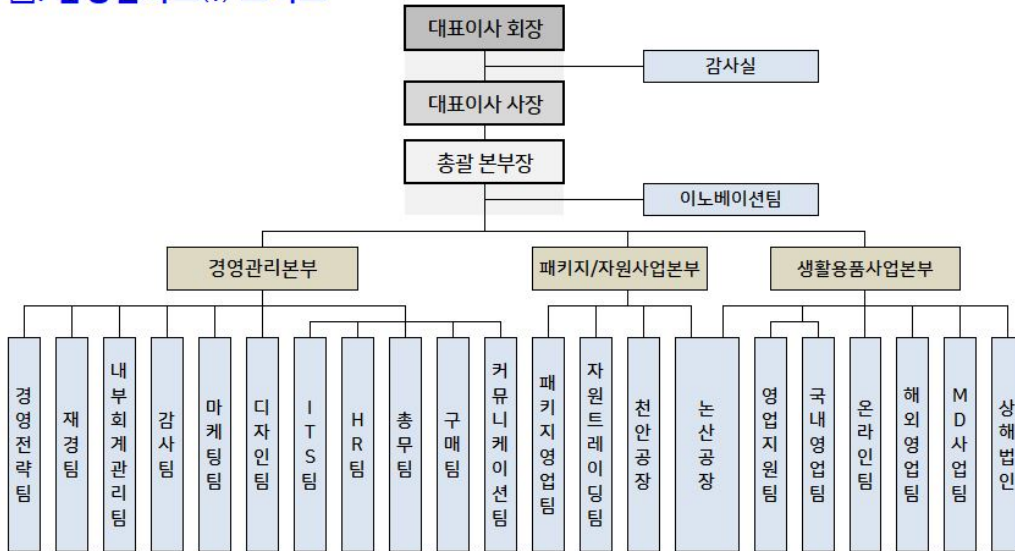 대표이사 회장
감사실
대표이사 사장
총괄 본부장
이노베이션팀
경영관리본부
패키지/자원사업본부
생활용품사업본부
경영전략팀
재경팀
내부회계관리팀
감사팀
마케팅팀
디자인팀
ITS팀
HR팀
총무팀
구매팀
커뮤니케이션팀
패키지영업팀
자원트레이딩팀
천안공장
논산공장
영업지원팀
국내영업팀
온라인팀
해외영업팀
MD사업팀
상해법인